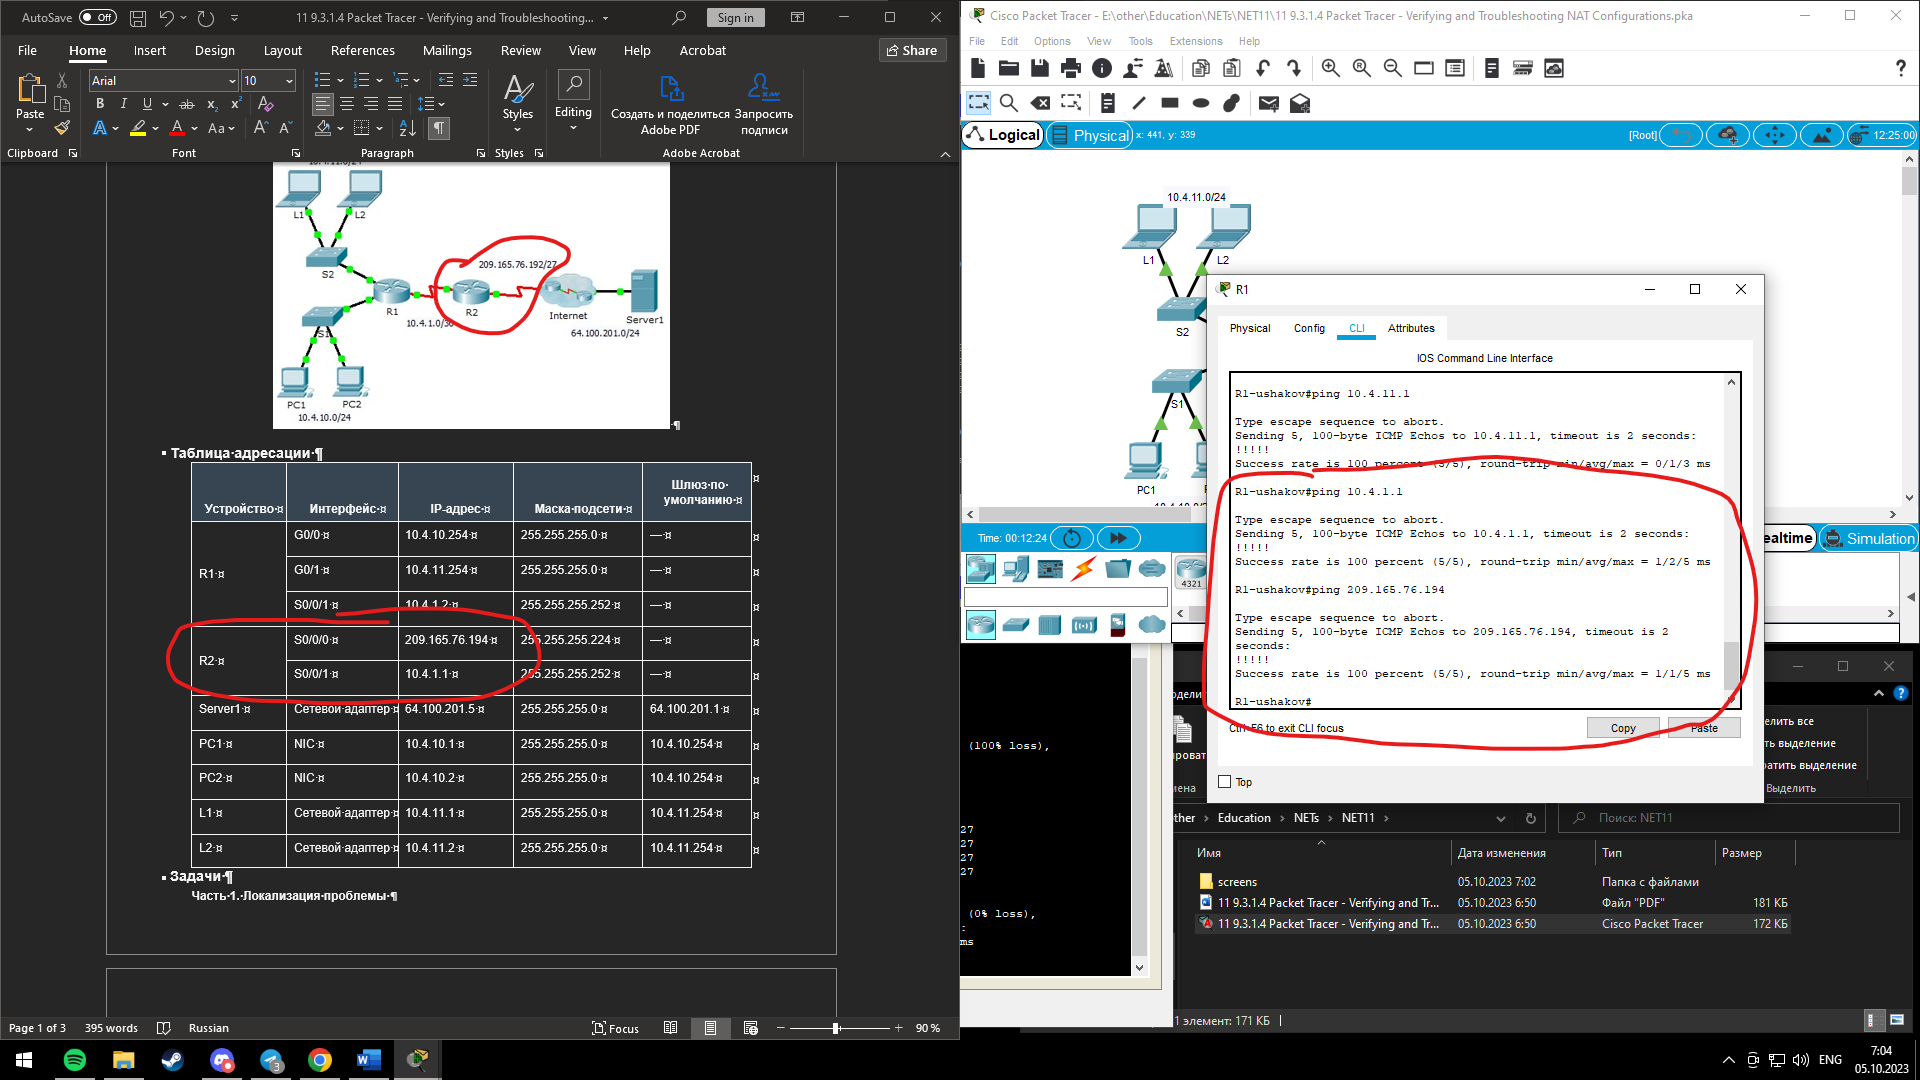 AutoSave Off
11 9.3.1.4 Packet Tracer - Verifying and Troubleshooting...
Sign in
File Home Insert Design Layout References Mailings Review View Help Acrobat
Share
Paste
Clipboard
Arial 10
Font
Paragraph
Styles
Styles
Editing
Создать и поделиться Adobe PDF
Запросить подписи
Adobe Acrobat
L1 L2
S2
209.165.76.192/27
R1
R2
10.4.1.0/30
Internet
Server1
64.100.201.0/24
S1
PC1 PC2
10.4.10.0/24
Таблица·адресации·¶
Устройство Интерфейс IP-адрес Маска·подсети Шлюз·по·умолчанию
R1 G0/0 10.4.10.254 255.255.255.0 —
G0/1 10.4.11.254 255.255.255.0 —
S0/0/1 10.4.1.2 255.255.255.252 —
R2 S0/0/0 209.165.76.194 255.255.255.224 —
S0/0/1 10.4.1.1 255.255.255.252 —
Server1 Сетевой·адаптер 64.100.201.5 255.255.255.0 64.100.201.1
PC1 NIC 10.4.10.1 255.255.255.0 10.4.10.254
PC2 NIC 10.4.10.2 255.255.255.0 10.4.10.254
L1 Сетевой·адаптер 10.4.11.1 255.255.255.0 10.4.11.254
L2 Сетевой·адаптер 10.4.11.2 255.255.255.0 10.4.11.254
Задачи·¶
Часть·1.·Локализация·проблемы·¶
Page 1 of 3 395 words Russian Focus 90 %
Cisco Packet Tracer - E:\other\Education\NETs\NET11\11 9.3.1.4 Packet Tracer - Verifying and Troubleshooting NAT Configurations.pka
File Edit Options View Tools Extensions Help
Logical Physical x: 441, y: 339 [Root] 12:25:00
10.4.11.0/24
L1 L2
S2
S1
PC1
Time: 00:12:24
ealtime Simulation
4321
R1
Physical Config CLI Attributes
IOS Command Line Interface
R1-ushakov#ping 10.4.11.1
Type escape sequence to abort.
Sending 5, 100-byte ICMP Echos to 10.4.11.1, timeout is 2 seconds:
!!!!!
Success rate is 100 percent (5/5), round-trip min/avg/max = 0/1/3 ms
R1-ushakov#ping 10.4.1.1
Type escape sequence to abort.
Sending 5, 100-byte ICMP Echos to 10.4.1.1, timeout is 2 seconds:
!!!!!
Success rate is 100 percent (5/5), round-trip min/avg/max = 1/2/5 ms
R1-ushakov#ping 209.165.76.194
Type escape sequence to abort.
Sending 5, 100-byte ICMP Echos to 209.165.76.194, timeout is 2
seconds:
!!!!!
Success rate is 100 percent (5/5), round-trip min/avg/max = 1/1/5 ms
R1-ushakov#
Ctrl+F6 to exit CLI focus
Copy Paste
Top
(100% loss),
27
27
27
27
(0% loss),
:
ms
ther Education NETs NET11
Поиск: NET11
Имя Дата изменения Тип Размер
screens 05.10.2023 7:02 Папка с файлами
11 9.3.1.4 Packet Tracer - Verifying and Tr... 05.10.2023 6:50 Файл "PDF" 181 КБ
11 9.3.1.4 Packet Tracer - Verifying and Tr... 05.10.2023 6:50 Cisco Packet Tracer 172 КБ
1 элемент: 171 КБ
елить все
ть выделение
ратить выделение
Выделить
3
ENG
7:04
05.10.2023